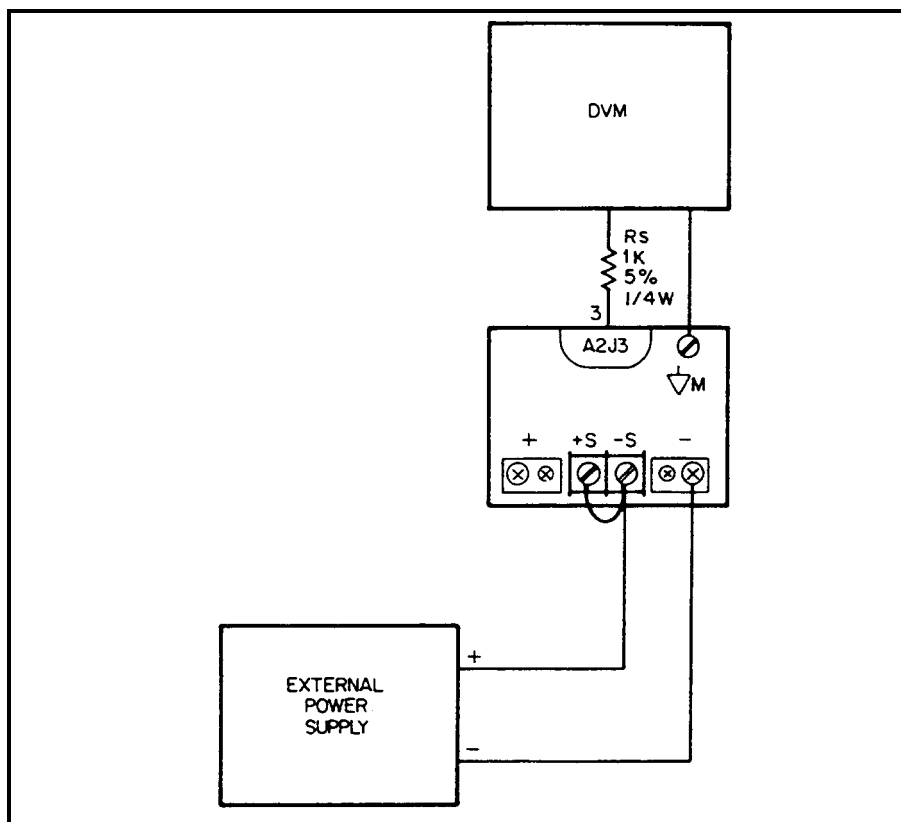 DVM
Rs
1K
5%
1/4W
3
A2J3
M
+ +S -S -
+
EXTERNAL
POWER
SUPPLY
-